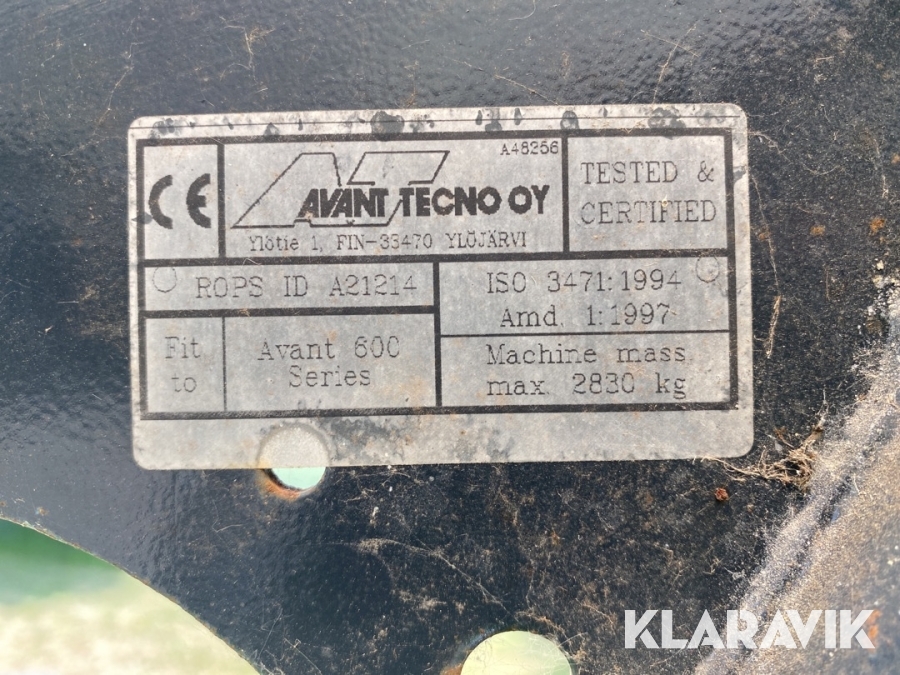 CE
A48256
AVANT TECNO OY
Ylötie 1, FIN-33470 YLÖJÄRVI
TESTED &
CERTIFIED
ROPS ID A21214
ISO 3471:1994
Amd. 1:1997
Fit
to
Avant 600
Series
Machine mass
max. 2830 kg
KLARAVIK